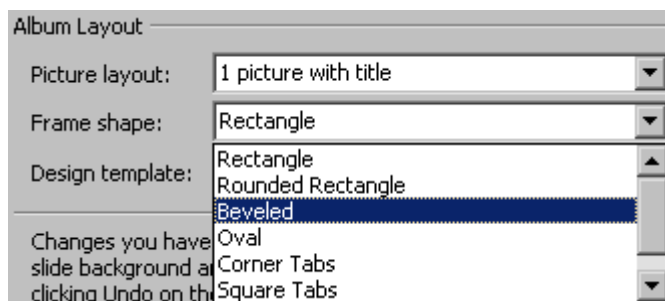 Album Layout
Picture layout: 1 picture with title
Frame shape: Rectangle
Design template:
Rectangle
Rounded Rectangle
Beveled
Oval
Corner Tabs
Square Tabs
Changes you have
slide background a
clicking Undo on th